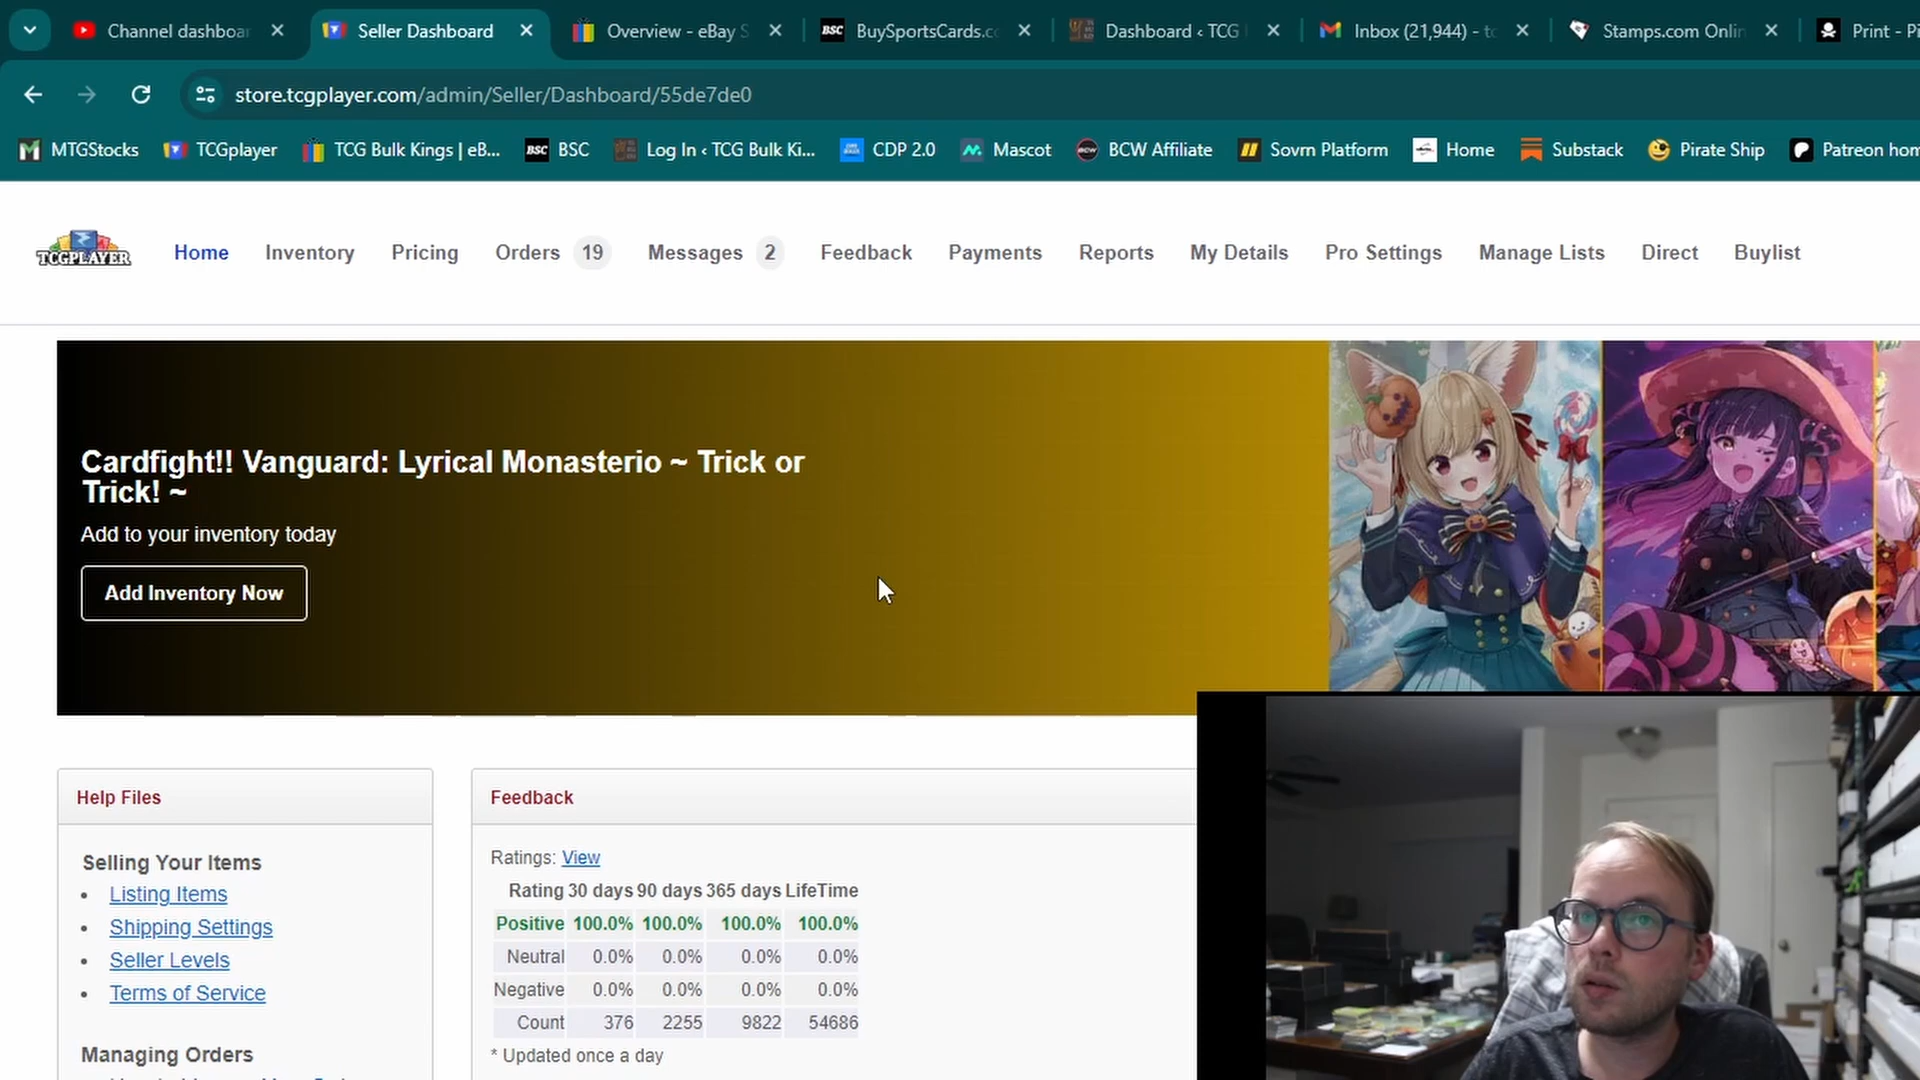 Channel dashboar
Seller Dashboard
Overview - eBay S
BSC
BuySportsCards.c
Dashboard ‹ TCG
Inbox (21,944) - to
Stamps.com Onlin
Print - Pi
store.tcgplayer.com/admin/Seller/Dashboard/55de7de0
MTGStocks
TCGplayer
TCG Bulk Kings | eB...
BSC BSC
Log In ‹ TCG Bulk Ki...
CDP 2.0
Mascot
BCW BCW Affiliate
Sovrn Platform
Home
Substack
Pirate Ship
Patreon hom
TCGPLAYER
Home
Inventory
Pricing
Orders 19
Messages 2
Feedback
Payments
Reports
My Details
Pro Settings
Manage Lists
Direct
Buylist
Cardfight!! Vanguard: Lyrical Monasterio ~ Trick or
Trick! ~
Add to your inventory today
Add Inventory Now
Help Files
Selling Your Items
• Listing Items
• Shipping Settings
• Seller Levels
• Terms of Service
Managing Orders
Feedback
Ratings: View
Rating 30 days 90 days 365 days LifeTime
Positive 100.0% 100.0% 100.0% 100.0%
Neutral 0.0% 0.0% 0.0% 0.0%
Negative 0.0% 0.0% 0.0% 0.0%
Count 376 2255 9822 54686
* Updated once a day